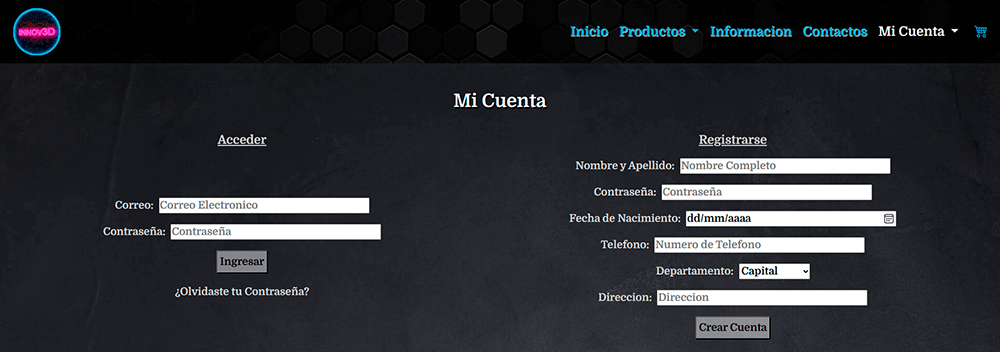 INNOV3D
Inicio Productos Informacion Contactos Mi Cuenta
Mi Cuenta
Acceder
Correo: Correo Electronico
Contraseña: Contraseña
Ingresar
¿Olvidaste tu Contraseña?
Registrarse
Nombre y Apellido: Nombre Completo
Contraseña: Contraseña
Fecha de Nacimiento: dd/mm/aaaa
Telefono: Numero de Telefono
Departamento: Capital
Direccion: Direccion
Crear Cuenta